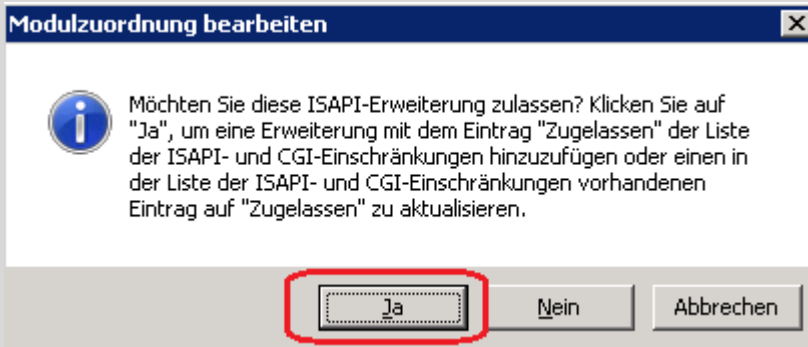 Modulzuordnung bearbeiten
Möchten Sie diese ISAPI-Erweiterung zulassen? Klicken Sie auf
"Ja", um eine Erweiterung mit dem Eintrag "Zugelassen" der Liste
der ISAPI- und CGI-Einschränkungen hinzuzufügen oder einen in
der Liste der ISAPI- und CGI-Einschränkungen vorhandenen
Eintrag auf "Zugelassen" zu aktualisieren.
Ja Nein Abbrechen